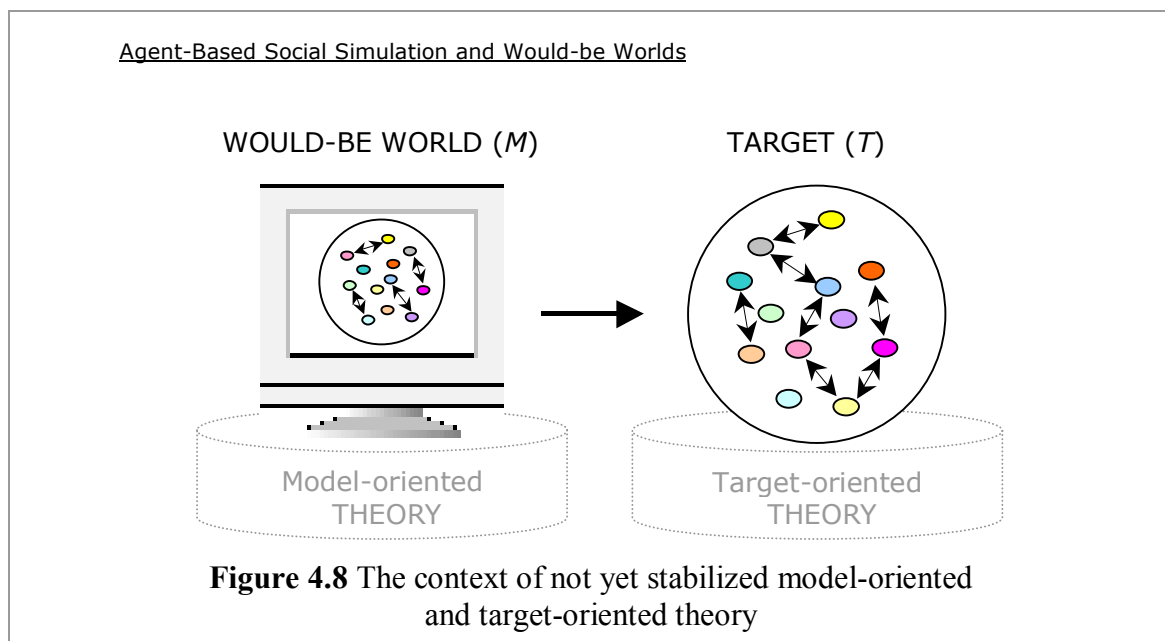 Agent-Based Social Simulation and Would-be Worlds
WOULD-BE WORLD (M)
TARGET (T)
Model-oriented
THEORY
Target-oriented
THEORY
Figure 4.8 The context of not yet stabilized model-oriented
and target-oriented theory